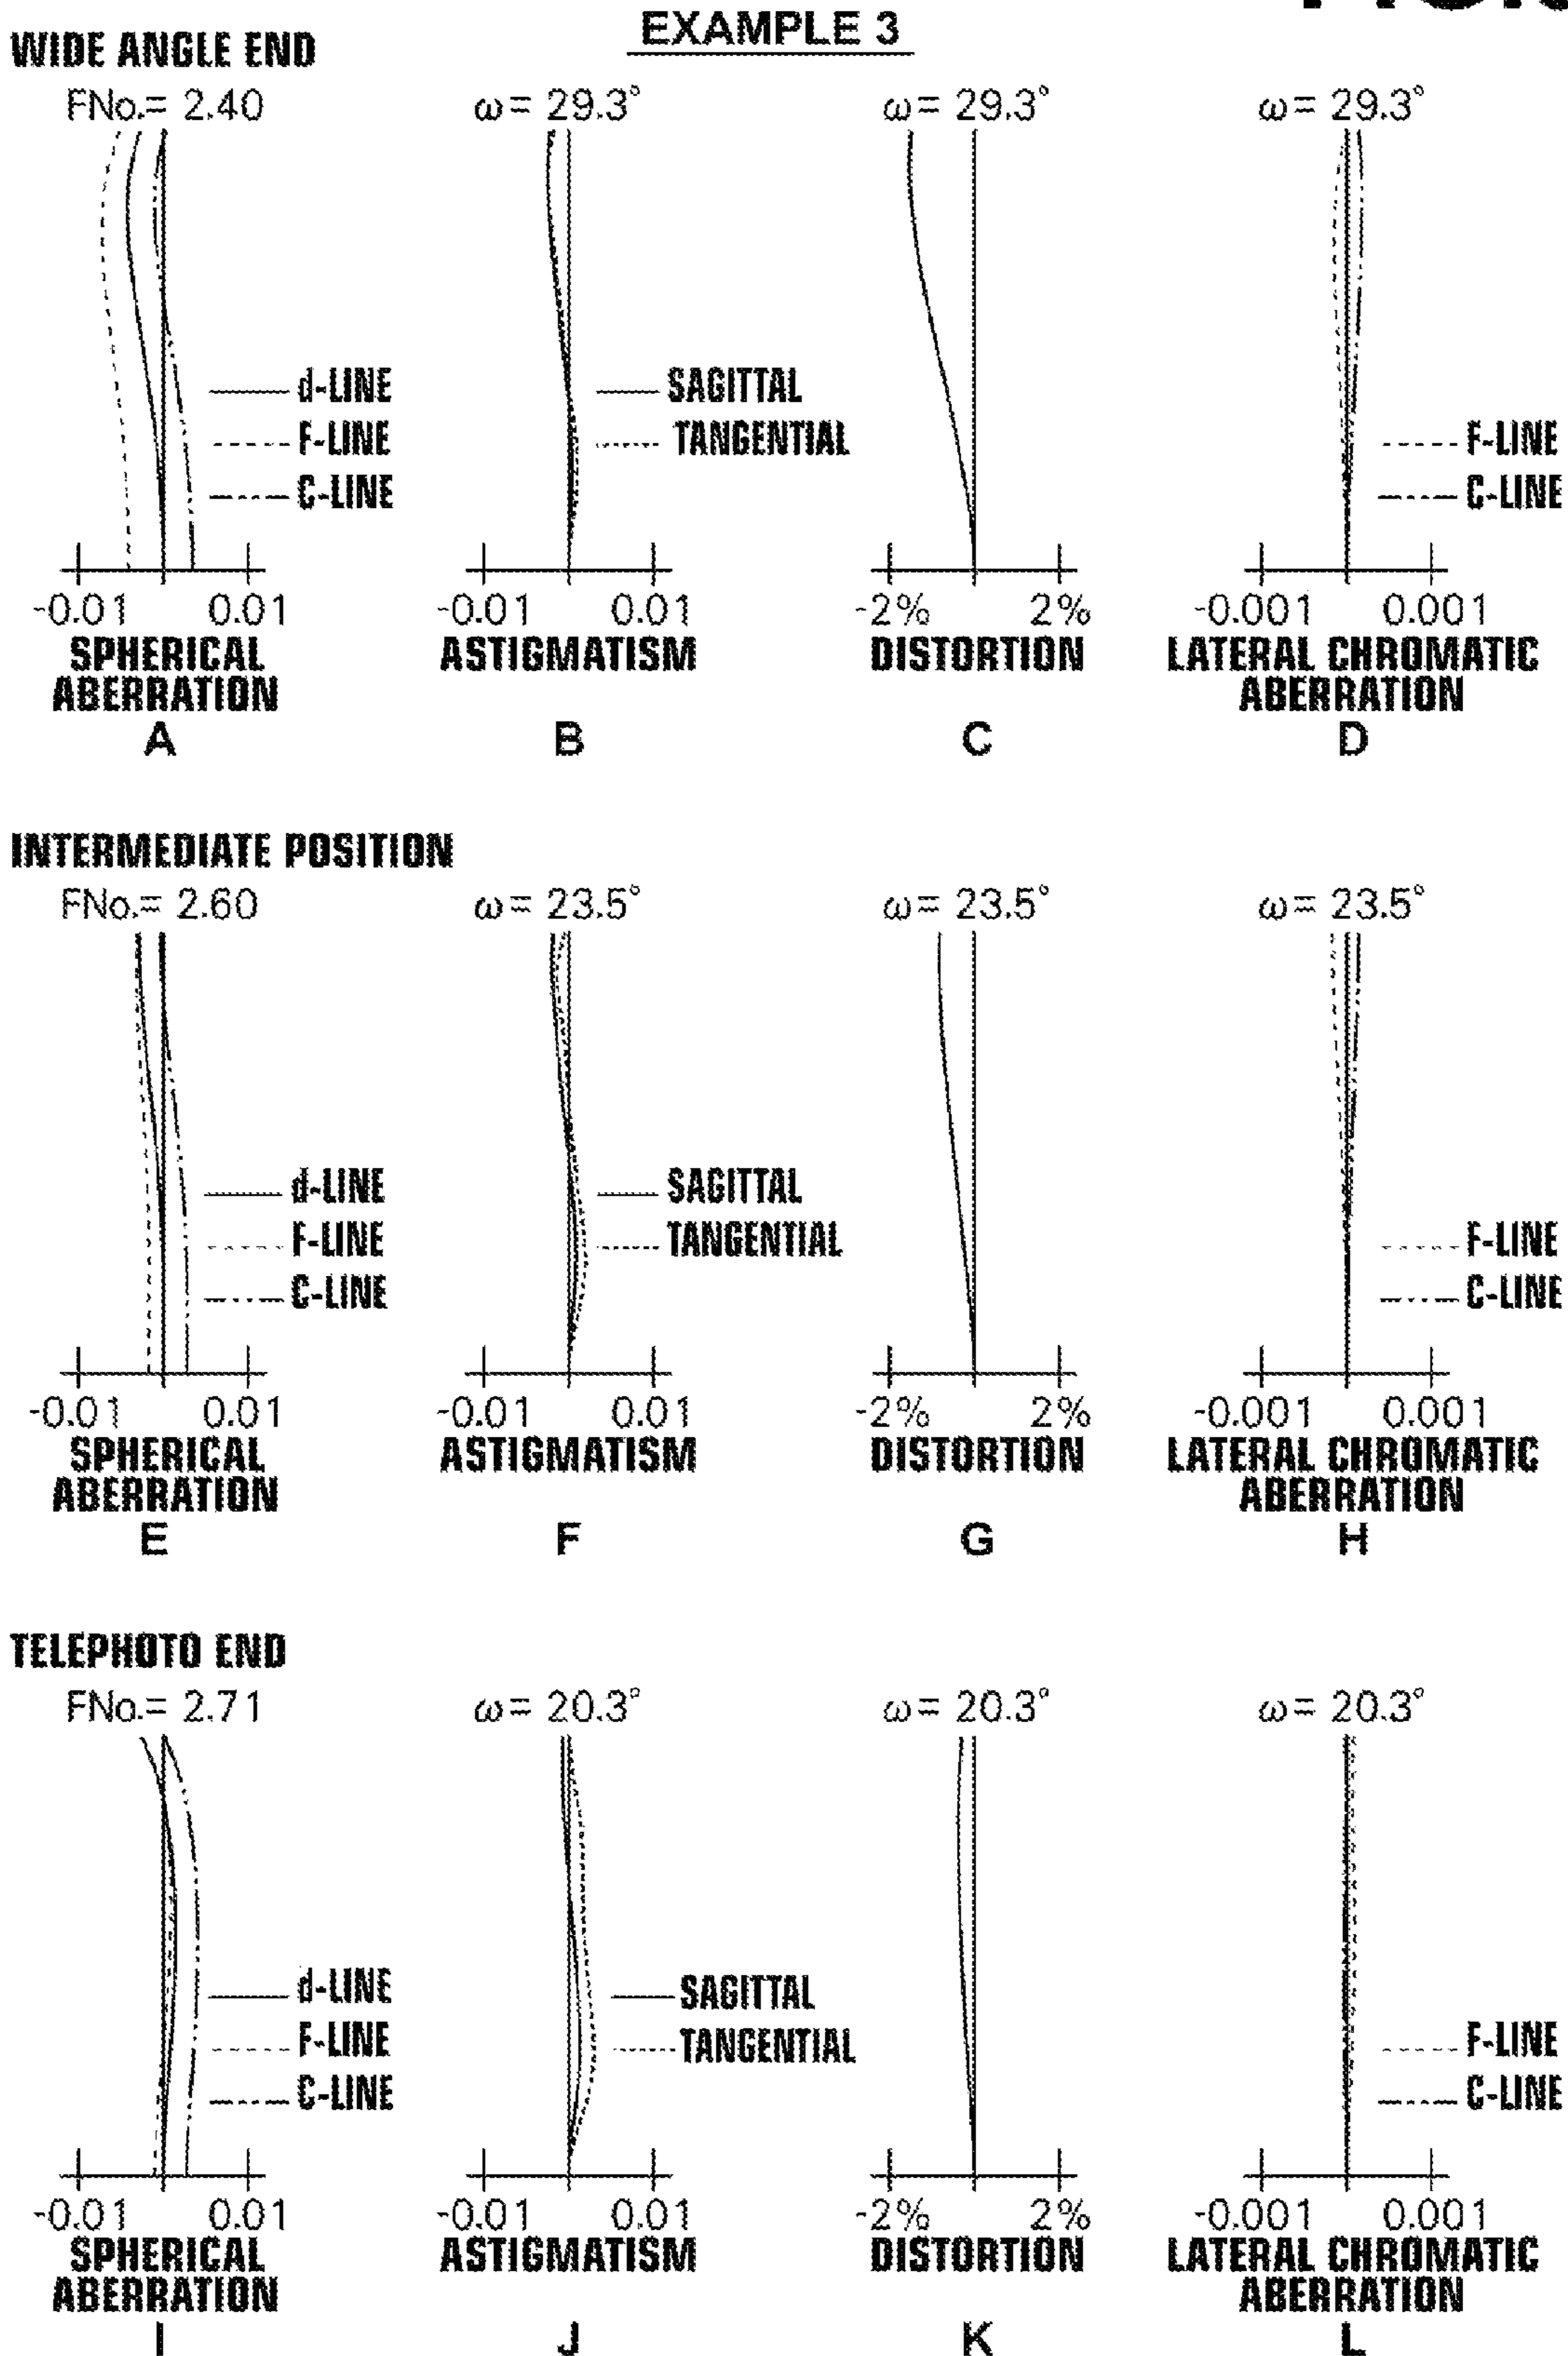 EXAMPLE 3
WIDE ANGLE END
FNo.= 2.40
ω= 29.3°
ω= 29.3°
ω= 29.3°
d-LINE
F-LINE
C-LINE
SAGITTAL
TANGENTIAL
F-LINE
C-LINE
-0.01 0.01
-0.01 0.01
-2% 2%
-0.001 0.001
SPHERICAL
ABERRATION
ASTIGMATISM
DISTORTION
LATERAL CHROMATIC
ABERRATION
A
B
C
D
INTERMEDIATE POSITION
FNo.= 2.60
ω= 23.5°
ω= 23.5°
ω= 23.5°
d-LINE
F-LINE
C-LINE
SAGITTAL
TANGENTIAL
F-LINE
C-LINE
-0.01 0.01
-0.01 0.01
-2% 2%
-0.001 0.001
SPHERICAL
ABERRATION
ASTIGMATISM
DISTORTION
LATERAL CHROMATIC
ABERRATION
E
F
G
H
TELEPHOTO END
FNo.= 2.71
ω= 20.3°
ω= 20.3°
ω= 20.3°
d-LINE
F-LINE
C-LINE
SAGITTAL
TANGENTIAL
F-LINE
C-LINE
-0.01 0.01
-0.01 0.01
-2% 2%
-0.001 0.001
SPHERICAL
ABERRATION
ASTIGMATISM
DISTORTION
LATERAL CHROMATIC
ABERRATION
I
J
K
L